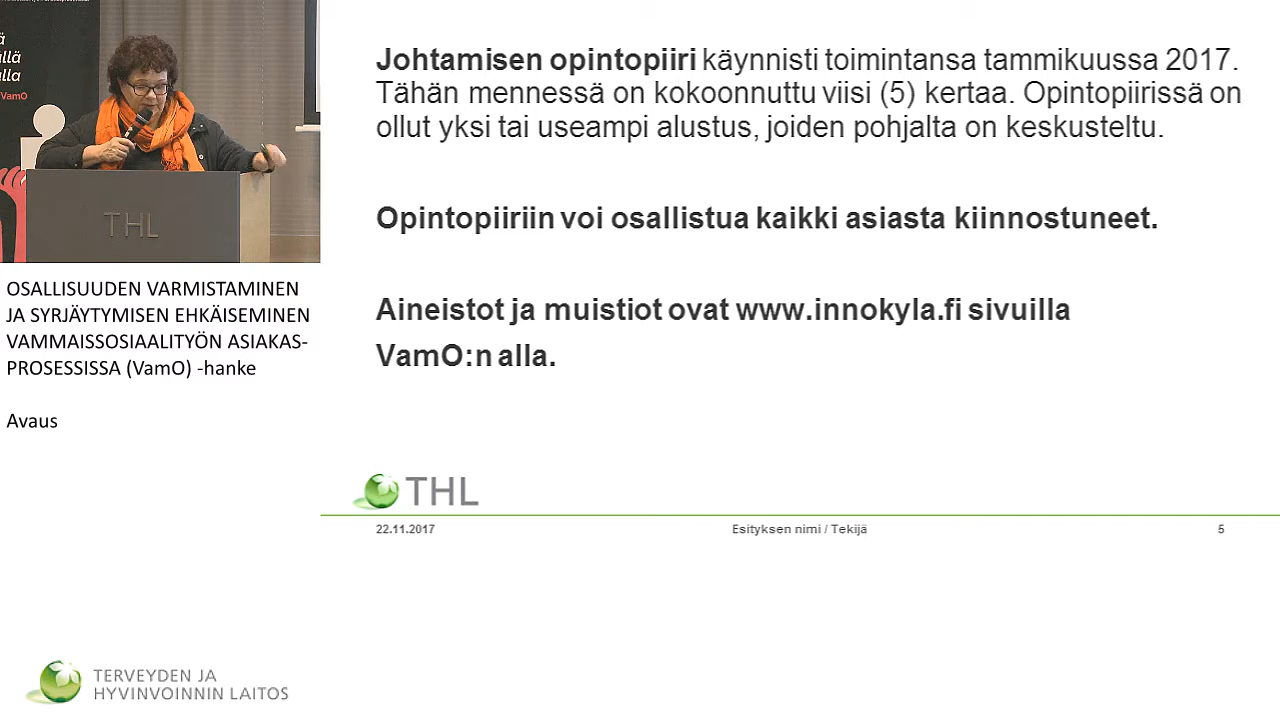 VamO
THL
OSALLISUUDEN VARMISTAMINEN
JA SYRJÄYTYMISEN EHKÄISEMINEN
VAMMAISSOSIAALITYÖN ASIAKAS-
PROSESSISSA (VamO) -hanke
Avaus
Johtamisen opintopiiri käynnisti toimintansa tammikuussa 2017.
Tähän mennessä on kokoonnuttu viisi (5) kertaa. Opintopiirissä on
ollut yksi tai useampi alustus, joiden pohjalta on keskusteltu.
Opintopiiriin voi osallistua kaikki asiasta kiinnostuneet.
Aineistot ja muistiot ovat www.innokyla.fi sivuilla
VamO:n alla.
THL
22.11.2017 Esityksen nimi / Tekijä 5
TERVEYDEN JA
HYVINVOINNIN LAITOS